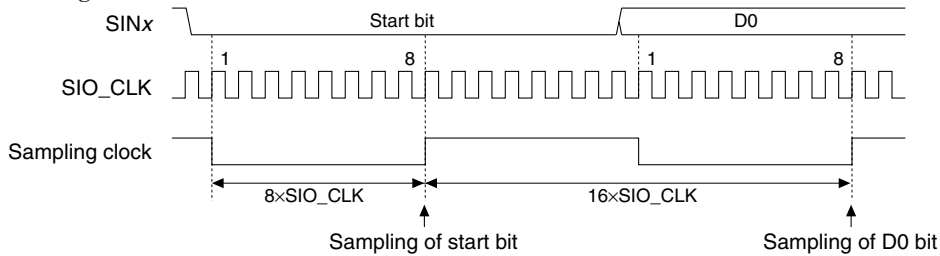 SINx
Start bit
D0
1
8
1
8
SIO_CLK
Sampling clock
8×SIO_CLK
16×SIO_CLK
Sampling of start bit
Sampling of D0 bit